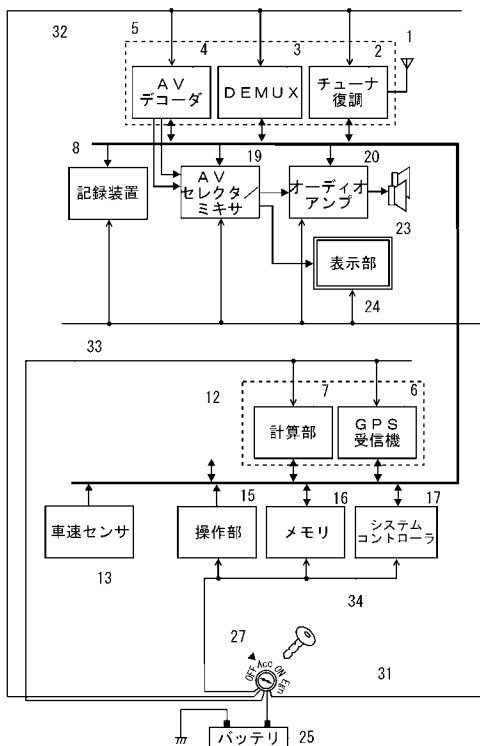 32
5
4
3
2
1
AV
デコーダ
DEMUX
チューナ
復調
8
19
20
記録装置
AV
セレクタ/
ミキサ
オーディオ
アンプ
23
表示部
24
33
12
7
6
計算部
GPS
受信機
15
16
17
車速センサ
操作部
メモリ
システム
コントローラ
13
34
27
OFF Acc ON Egn
31
バッテリ
25